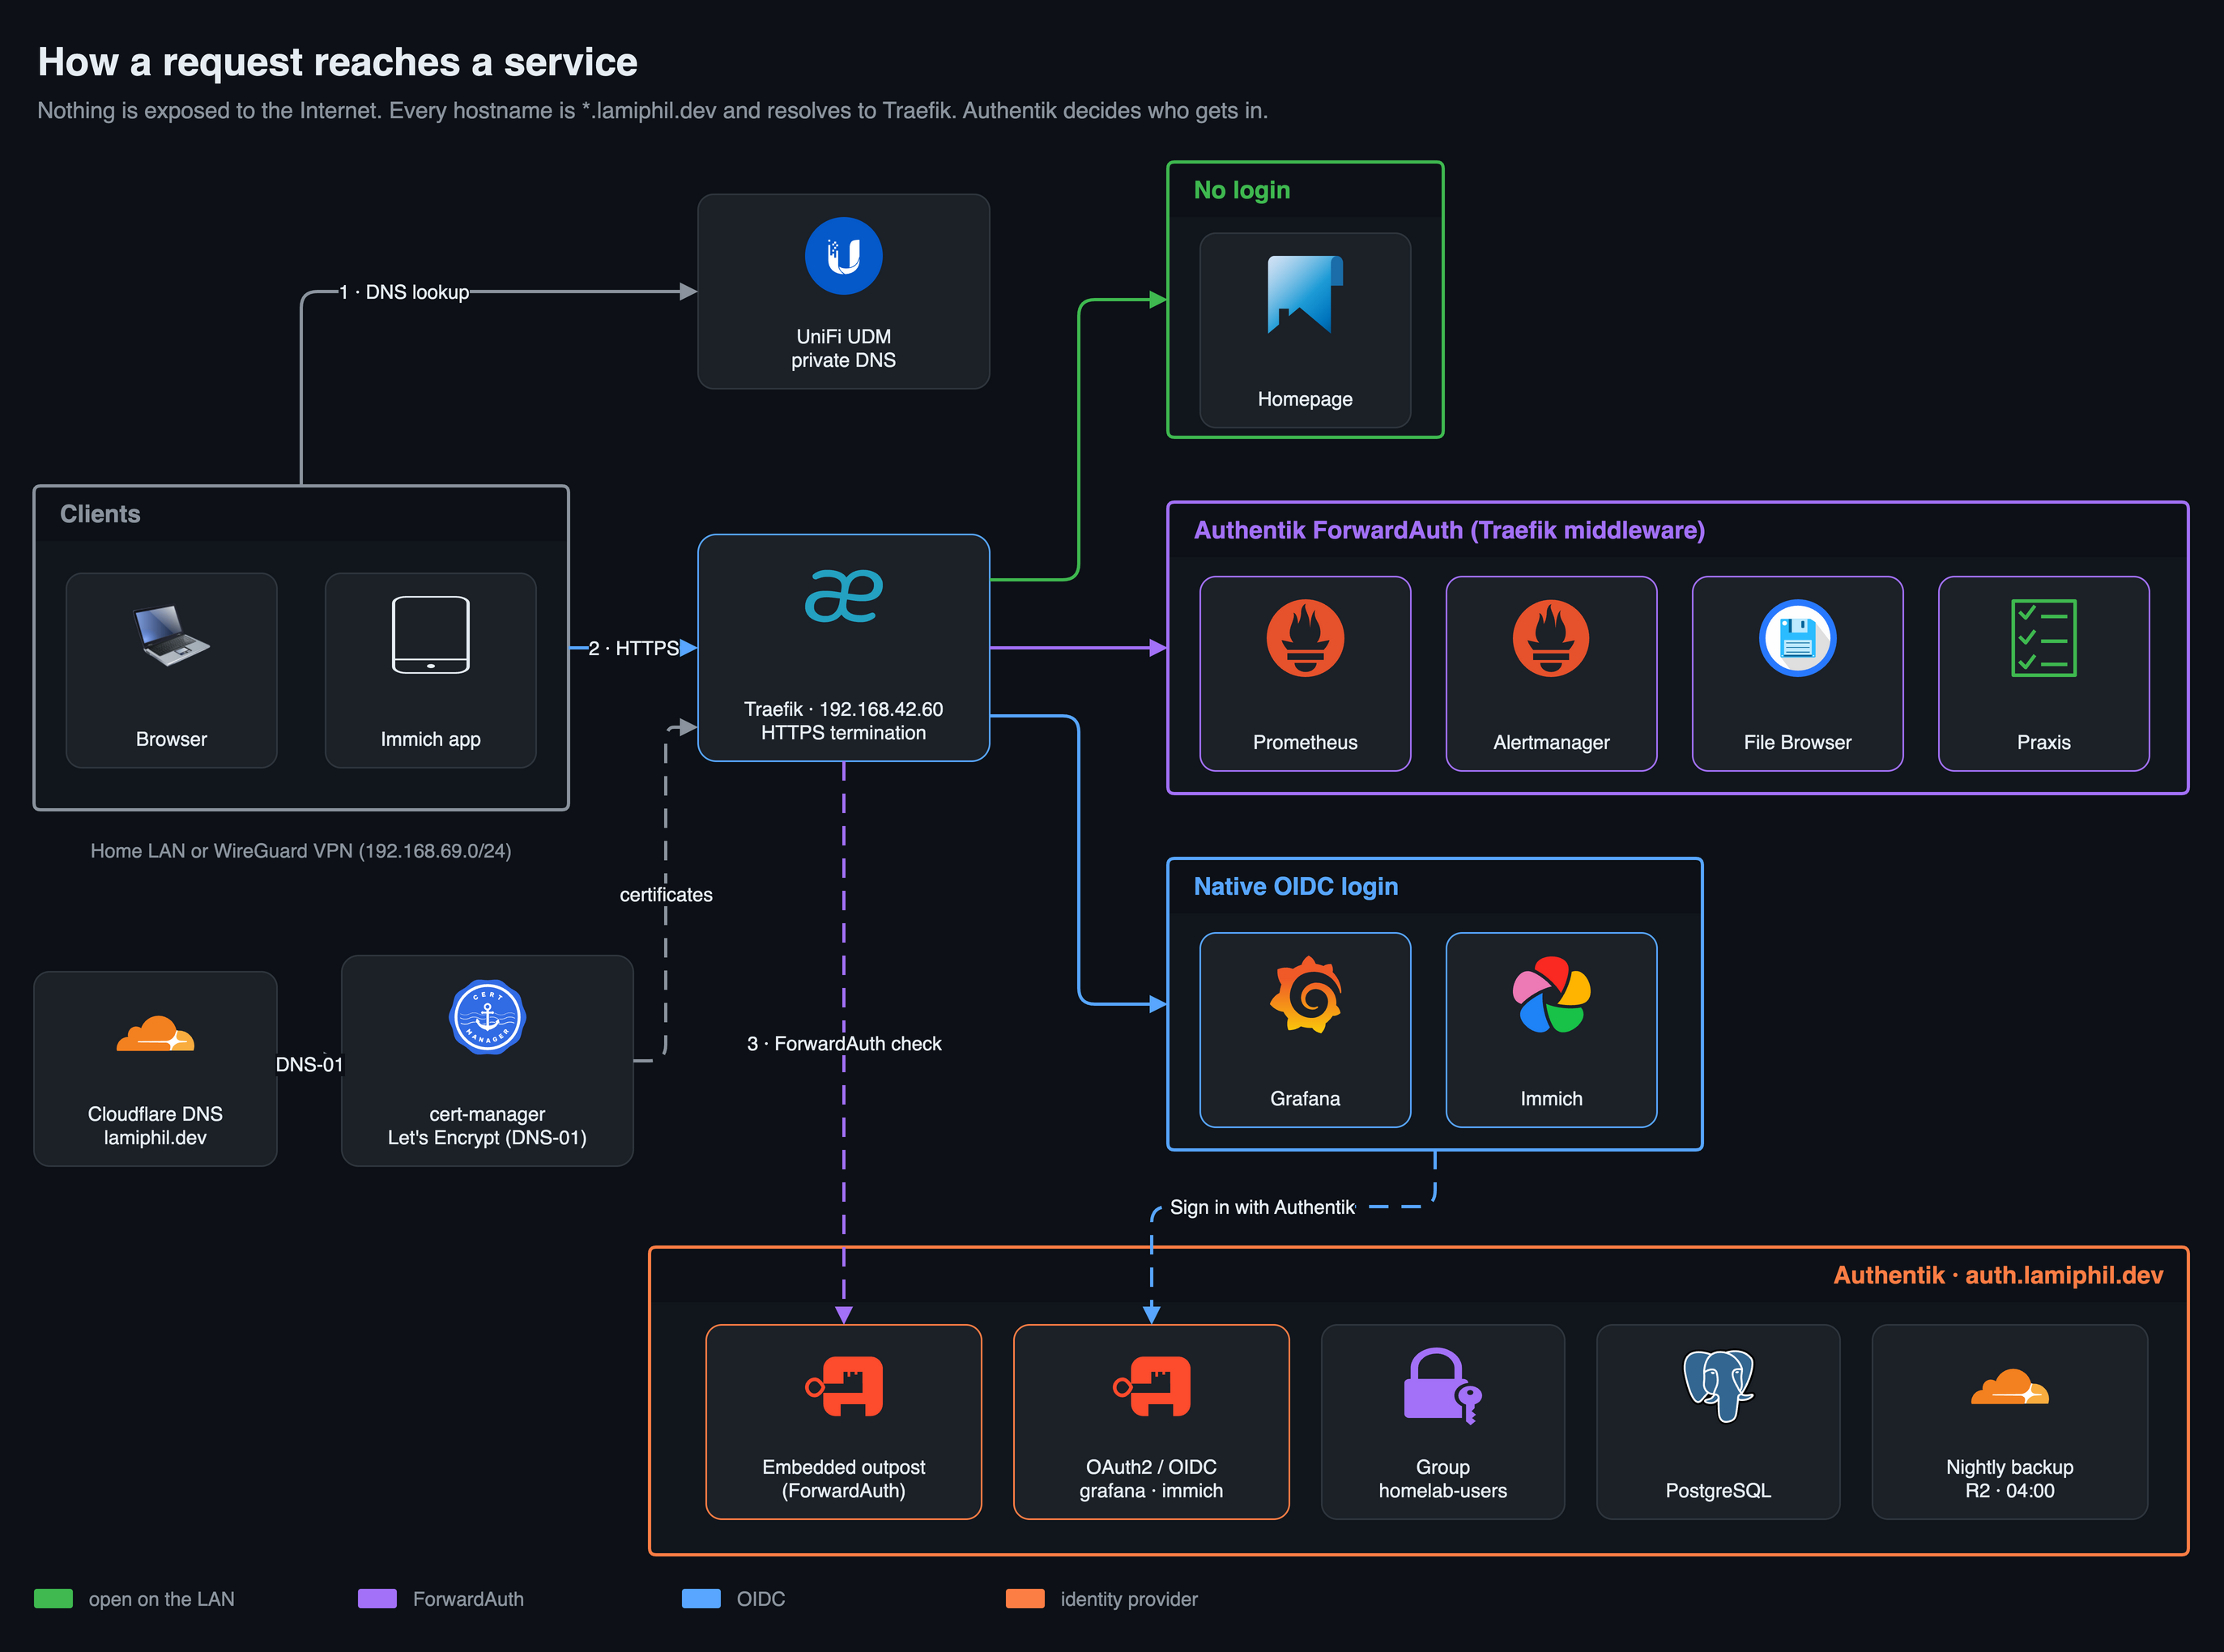 How a request reaches a service
Nothing is exposed to the Internet. Every hostname is *.lamiphil.dev and resolves to Traefik. Authentik decides who gets in.
No login
Homepage
UniFi UDM
private DNS
1 · DNS lookup
Clients
Browser
Immich app
Home LAN or WireGuard VPN (192.168.69.0/24)
2 · HTTPS
Traefik · 192.168.42.60
HTTPS termination
Authentik ForwardAuth (Traefik middleware)
Prometheus
Alertmanager
File Browser
Praxis
certificates
Native OIDC login
Grafana
Immich
Cloudflare DNS
lamiphil.dev
DNS-01
CERT
MANAGER
cert-manager
Let's Encrypt (DNS-01)
3 · ForwardAuth check
Sign in with Authentik
Authentik · auth.lamiphil.dev
Embedded outpost
(ForwardAuth)
OAuth2 / OIDC
grafana · immich
Group
homelab-users
PostgreSQL
Nightly backup
R2 · 04:00
open on the LAN
ForwardAuth
OIDC
identity provider